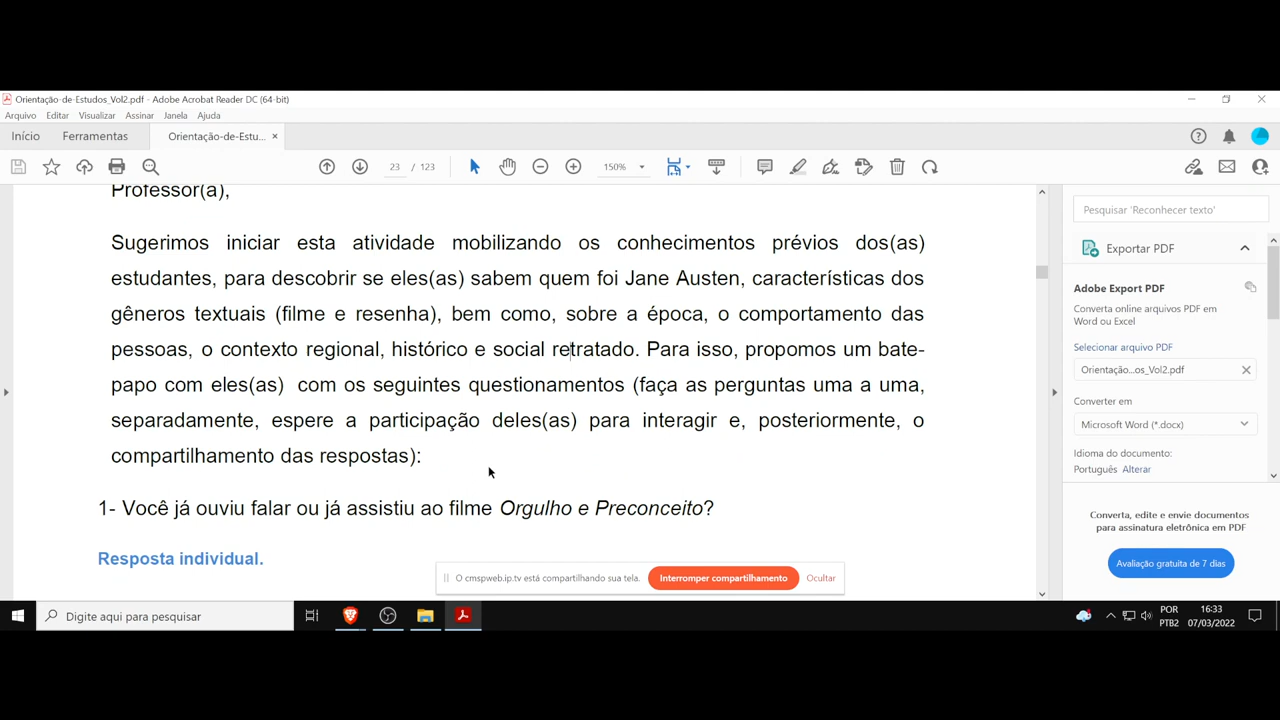 Orientação-de-Estudos_Vol2.pdf - Adobe Acrobat Reader DC (64-bit)
Arquivo Editar Visualizar Assinar Janela Ajuda
Início Ferramentas Orientação-de-Estu... ×
23 / 123 150%
Professor(a),
Sugerimos iniciar esta atividade mobilizando os conhecimentos prévios dos(as)
estudantes, para descobrir se eles(as) sabem quem foi Jane Austen, características dos
gêneros textuais (filme e resenha), bem como, sobre a época, o comportamento das
pessoas, o contexto regional, histórico e social retratado. Para isso, propomos um bate-
papo com eles(as) com os seguintes questionamentos (faça as perguntas uma a uma,
separadamente, espere a participação deles(as) para interagir e, posteriormente, o
compartilhamento das respostas):
1- Você já ouviu falar ou já assistiu ao filme Orgulho e Preconceito?
Resposta individual.
Pesquisar 'Reconhecer texto'
Exportar PDF
Adobe Export PDF
Converta online arquivos PDF em
Word ou Excel
Selecionar arquivo PDF
Orientação...os_Vol2.pdf
Converter em
Microsoft Word (*.docx)
Idioma do documento:
Português Alterar
Converta, edite e envie documentos
para assinatura eletrônica em PDF
Avaliação gratuita de 7 dias
O cmspweb.ip.tv está compartilhando sua tela. Interromper compartilhamento Ocultar
Digite aqui para pesquisar
POR
PTB2
16:33
07/03/2022